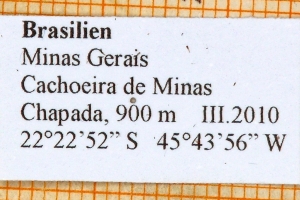 Brasilien
Minas Gerais
Cachoeira de Minas
Chapada, 900 m III.2010
22°22'52” S 45°43'56” W